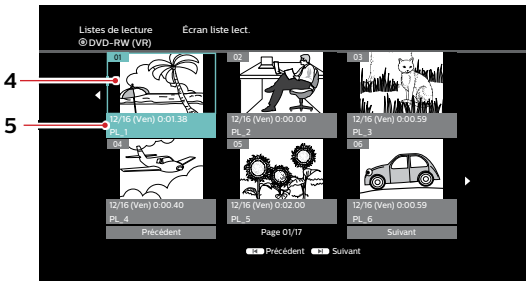 Listes de lecture Écran liste lect.
DVD-RW (VR)
01 02 03
4
5
12/16 (Ven) 0:01.38 12/16 (Ven) 0:00.00 12/16 (Ven) 0:00.59
PL_1 PL_2 PL_3
04 05 06
12/16 (Ven) 0:00.40 12/16 (Ven) 0:02.00 12/16 (Ven) 0:00.59
PL_4 PL_5 PL_6
Précédent Page 01/17 Suivant
Précédent Suivant